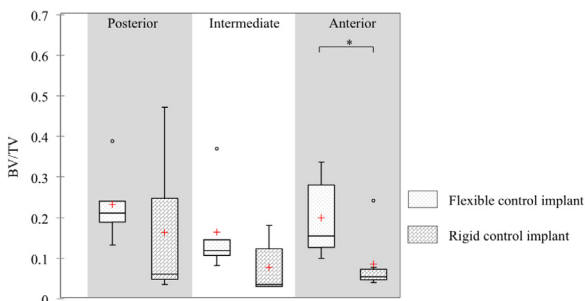 0.7
Posterior
Intermediate
Anterior
*
0.6
0.5
0.4
BV/TV
0.3
Flexible control implant
0.2
Rigid control implant
0.1
0